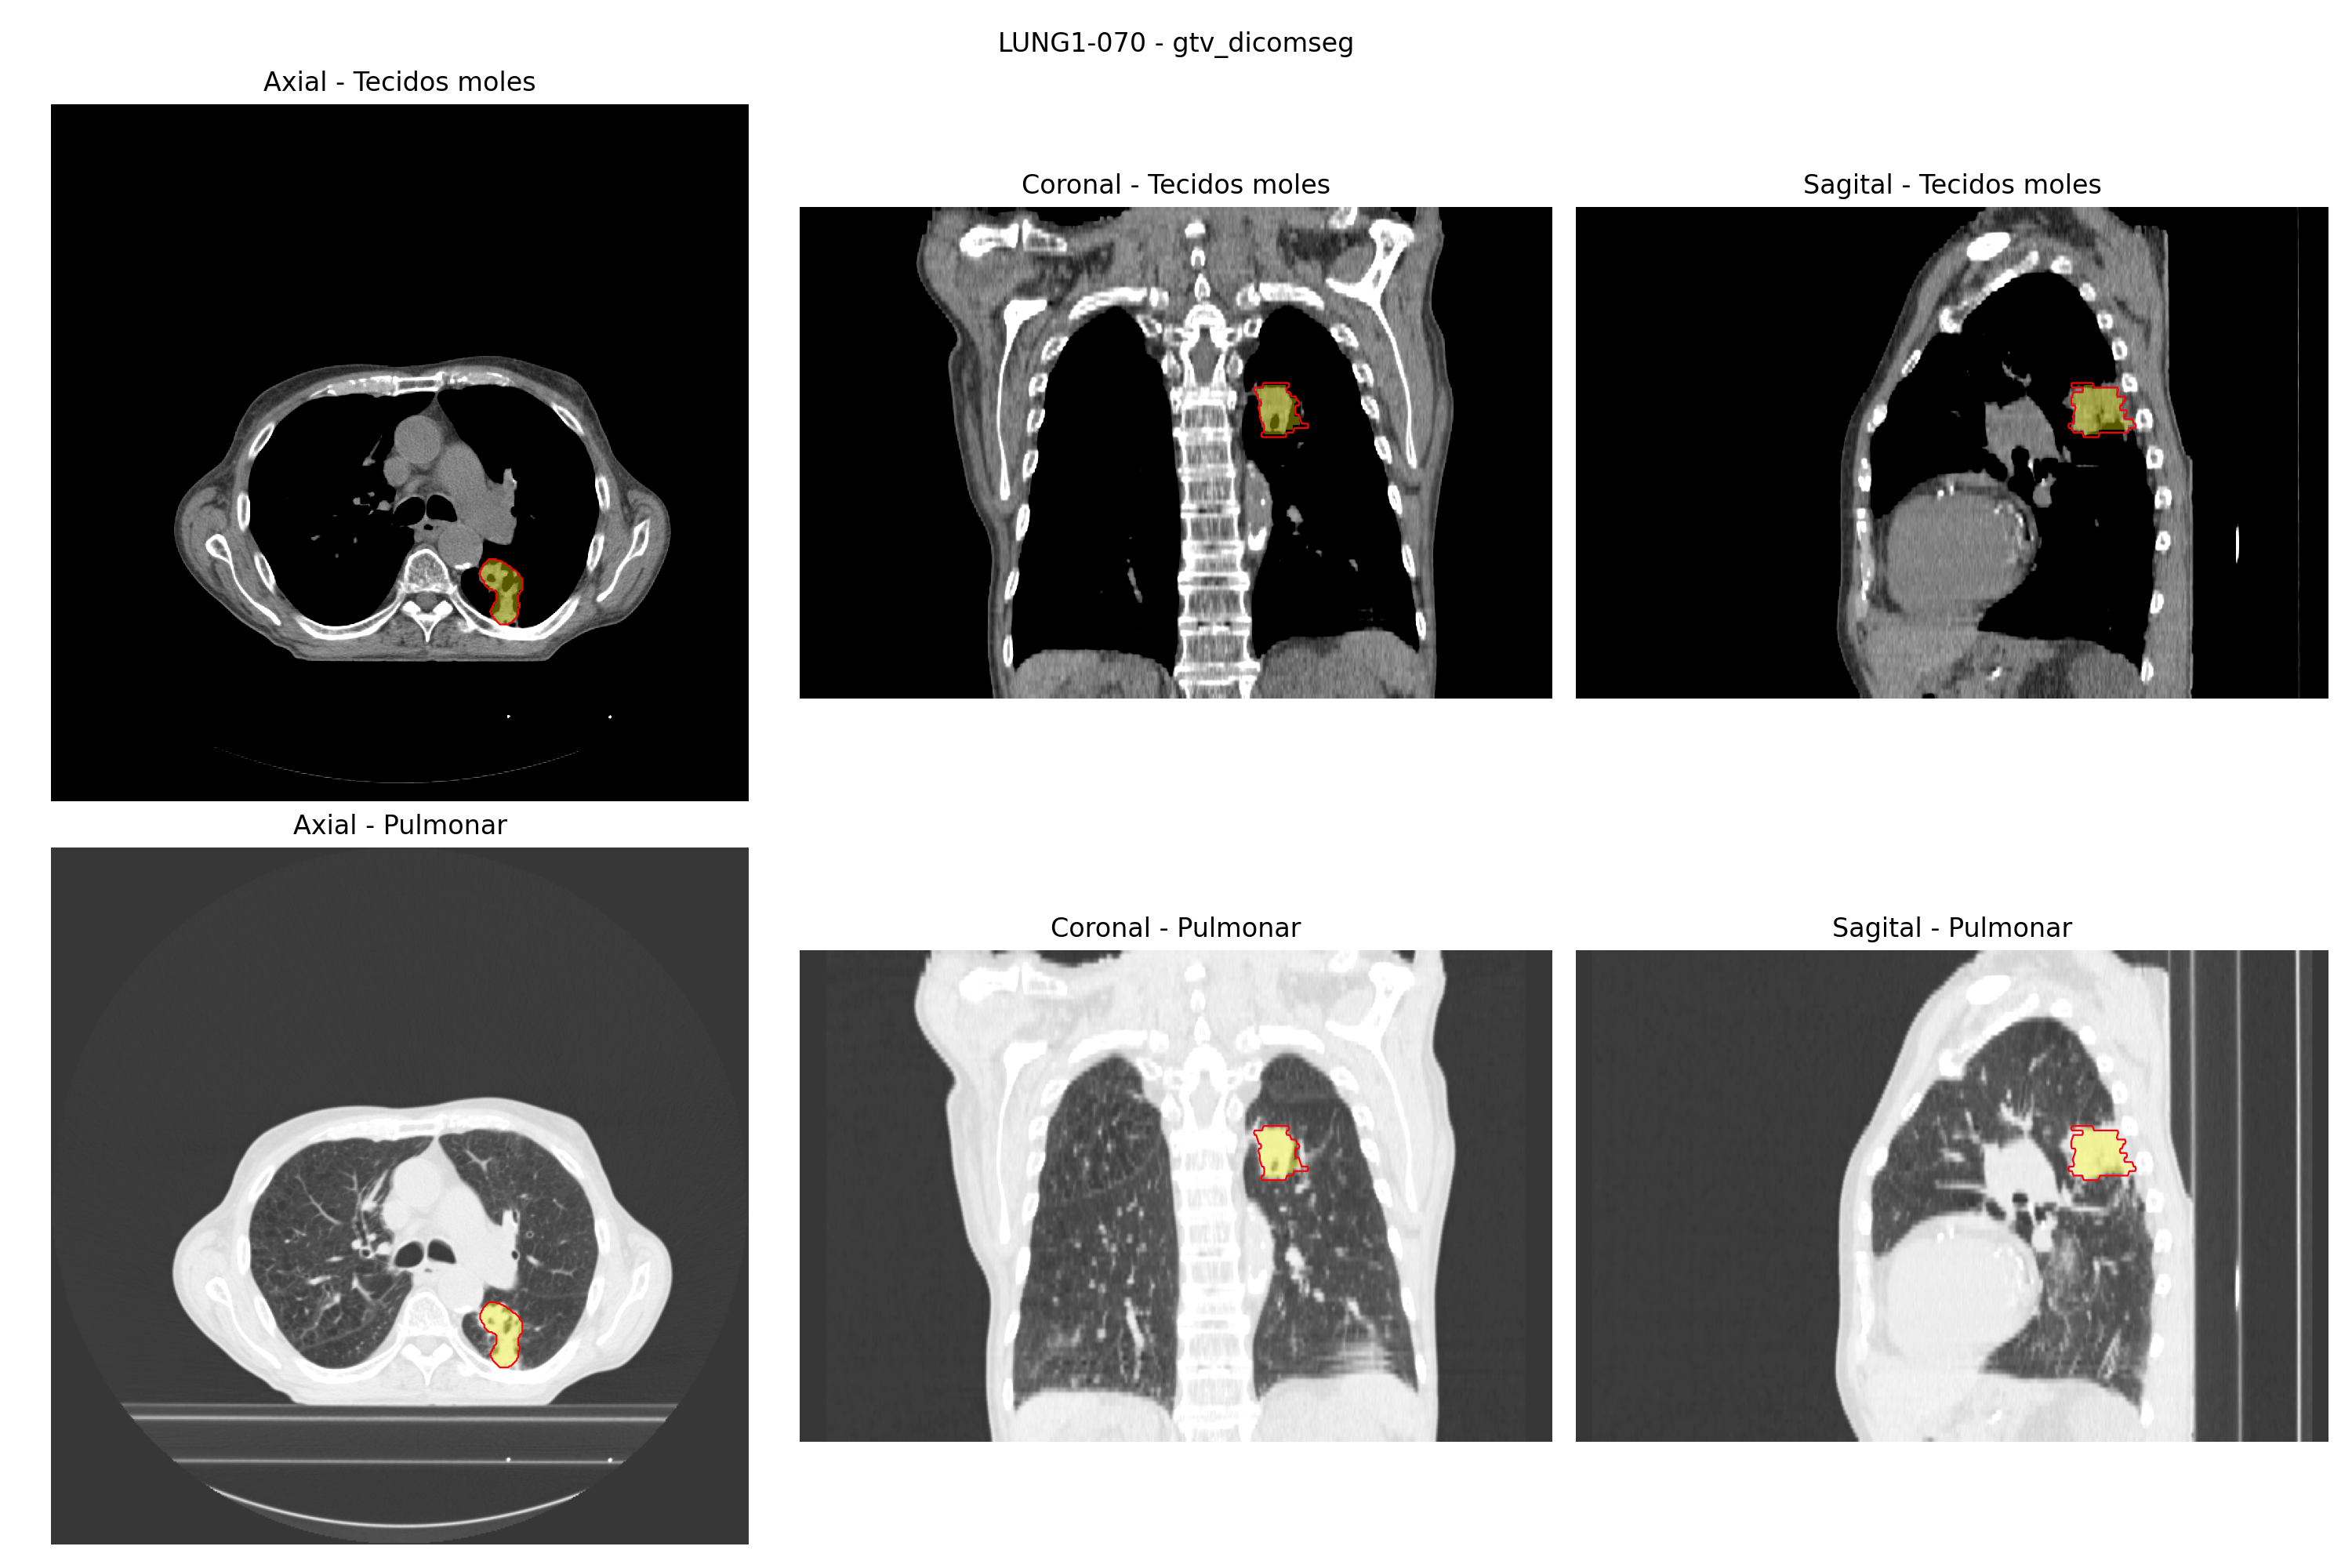 LUNG1-070 - gtv_dicomseg
Axial - Tecidos moles
Coronal - Tecidos moles
Sagital - Tecidos moles
Axial - Pulmonar
Coronal - Pulmonar
Sagital - Pulmonar